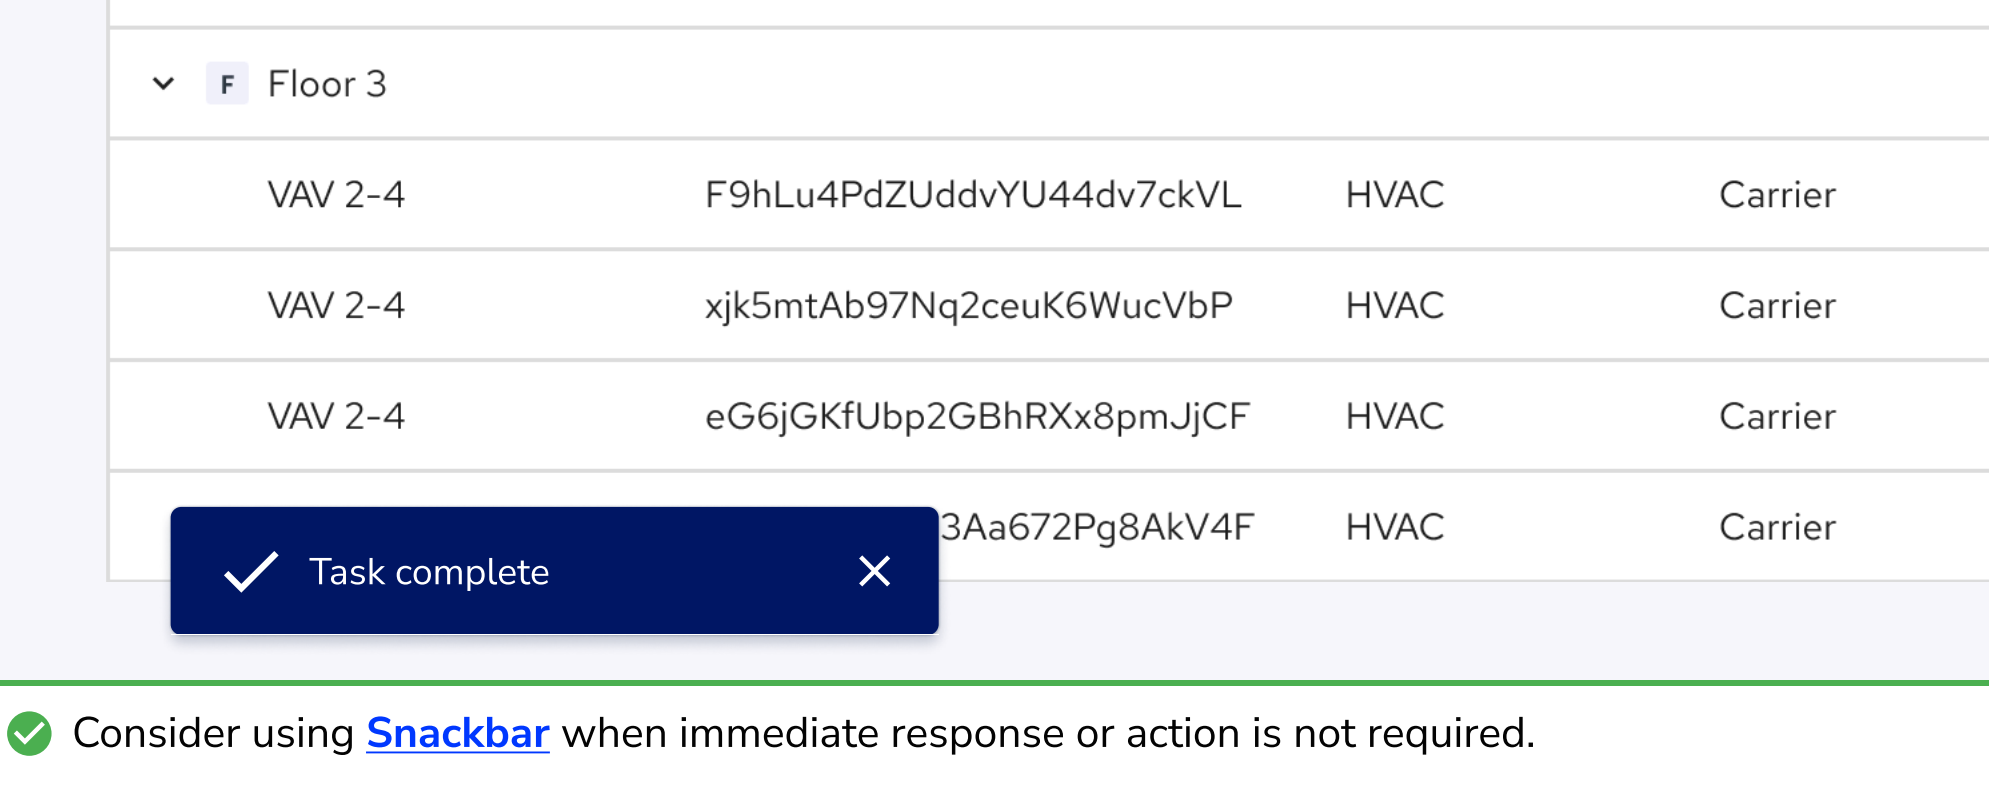 F Floor 3
VAV 2-4 F9hLu4PdZUddvYU44dv7ckVL HVAC Carrier
VAV 2-4 xjk5mtAb97Nq2ceuK6WucVbP HVAC Carrier
VAV 2-4 eG6jGKfUbp2GBhRXx8pmJjCF HVAC Carrier
3Aa672Pg8AkV4F HVAC Carrier
Task complete
Consider using Snackbar when immediate response or action is not required.